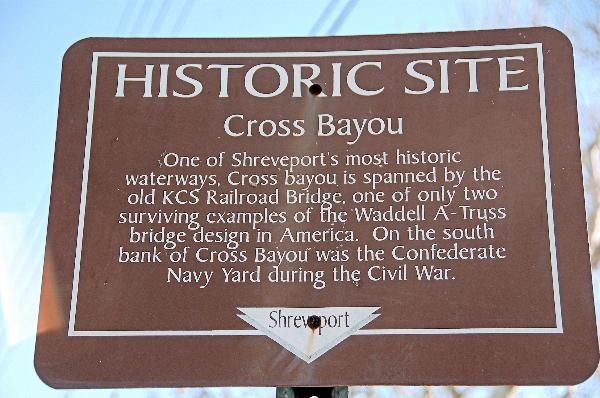 HISTORIC SITE
Cross Bayou
One of Shreveport's most historic
waterways, Cross bayou is spanned by the
old KCS Railroad Bridge, one of only two
surviving examples of the Waddell A-Truss
bridge design in America. On the south
bank of Cross Bayou was the Confederate
Navy Yard during the Civil War.
Shreveport